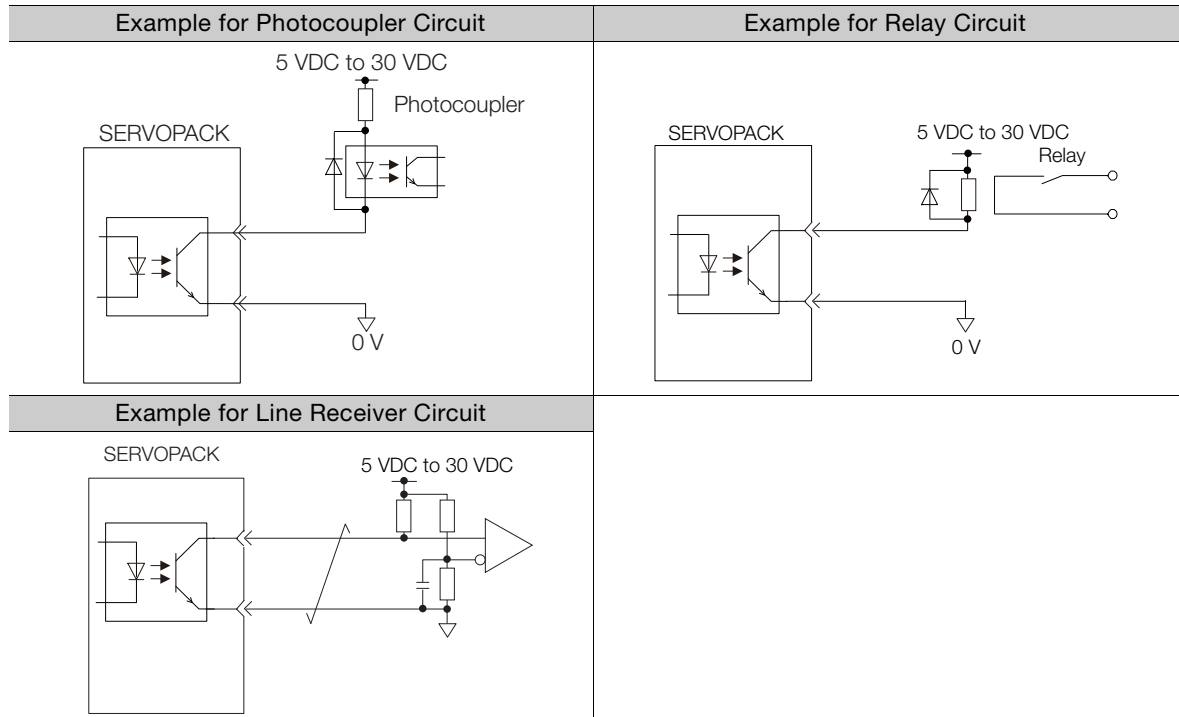 Example for Photocoupler Circuit
Example for Relay Circuit
5 VDC to 30 VDC
Photocoupler
SERVOPACK
0 V
SERVOPACK
5 VDC to 30 VDC
Relay
0 V
Example for Line Receiver Circuit
SERVOPACK
5 VDC to 30 VDC